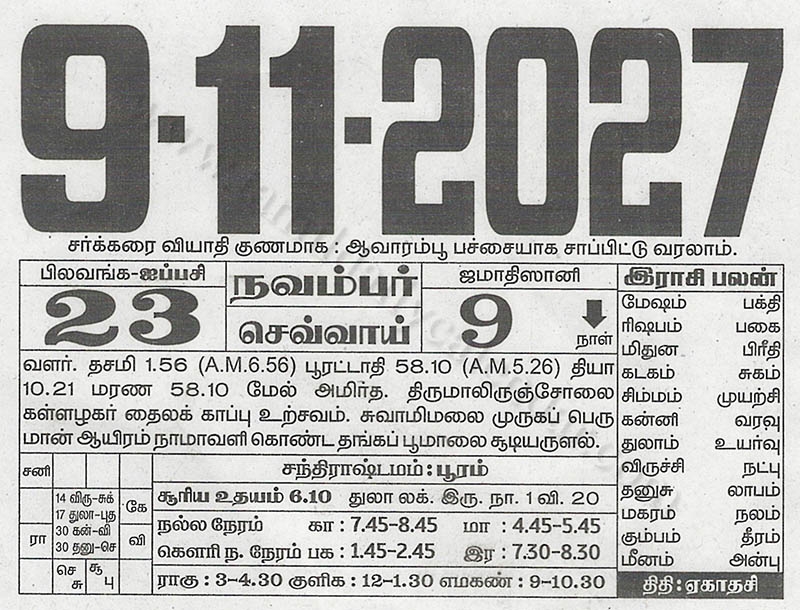 9-11-2027
சர்க்கரை வியாதி குணமாக : ஆவாரம்பூ பச்சையாக சாப்பிட்டு வரலாம்.
பிலவங்க-ஐப்பசி
23
நவம்பர்
செவ்வாய்
ஜமாதிஸானி
9
நாள்
வளர். தசமி 1.56 (A.M.6.56) பூரட்டாதி 58.10 (A.M.5.26) தியா
10.21 மரண 58.10 மேல் அமிர்த. திருமாலிருஞ்சோலை
கள்ளழகர் தைலக் காப்பு உற்சவம். சுவாமிமலை முருகப் பெரு
மான் ஆயிரம் நாமாவளி கொண்ட தங்கப் பூமாலை சூடியருளல்.
சனி
14 விரு-சுக்
17 துலா-புத
30 கன்-வி
30 தனு-செ
கே
ரா
வி
செ
சு
சூ
பு
சந்திராஷ்டமம் : பூரம்
சூரிய உதயம் 6.10 துலா லக். இரு. நா. 1 வி. 20
நல்ல நேரம் கா : 7.45-8.45 மா : 4.45-5.45
கௌரி ந. நேரம் பக : 1.45-2.45 இர : 7.30-8.30
ராகு : 3-4.30 குளிக : 12-1.30 எமகண் : 9-10.30
இராசி பலன்
மேஷம் பக்தி
ரிஷபம் பகை
மிதுன பிரீதி
கடகம் சுகம்
சிம்மம் முயற்சி
கன்னி வரவு
துலாம் உயர்வு
விருச்சி நட்பு
தனுசு லாபம்
மகரம் நலம்
கும்பம் தீரம்
மீனம் அன்பு
திதி : ஏகாதசி